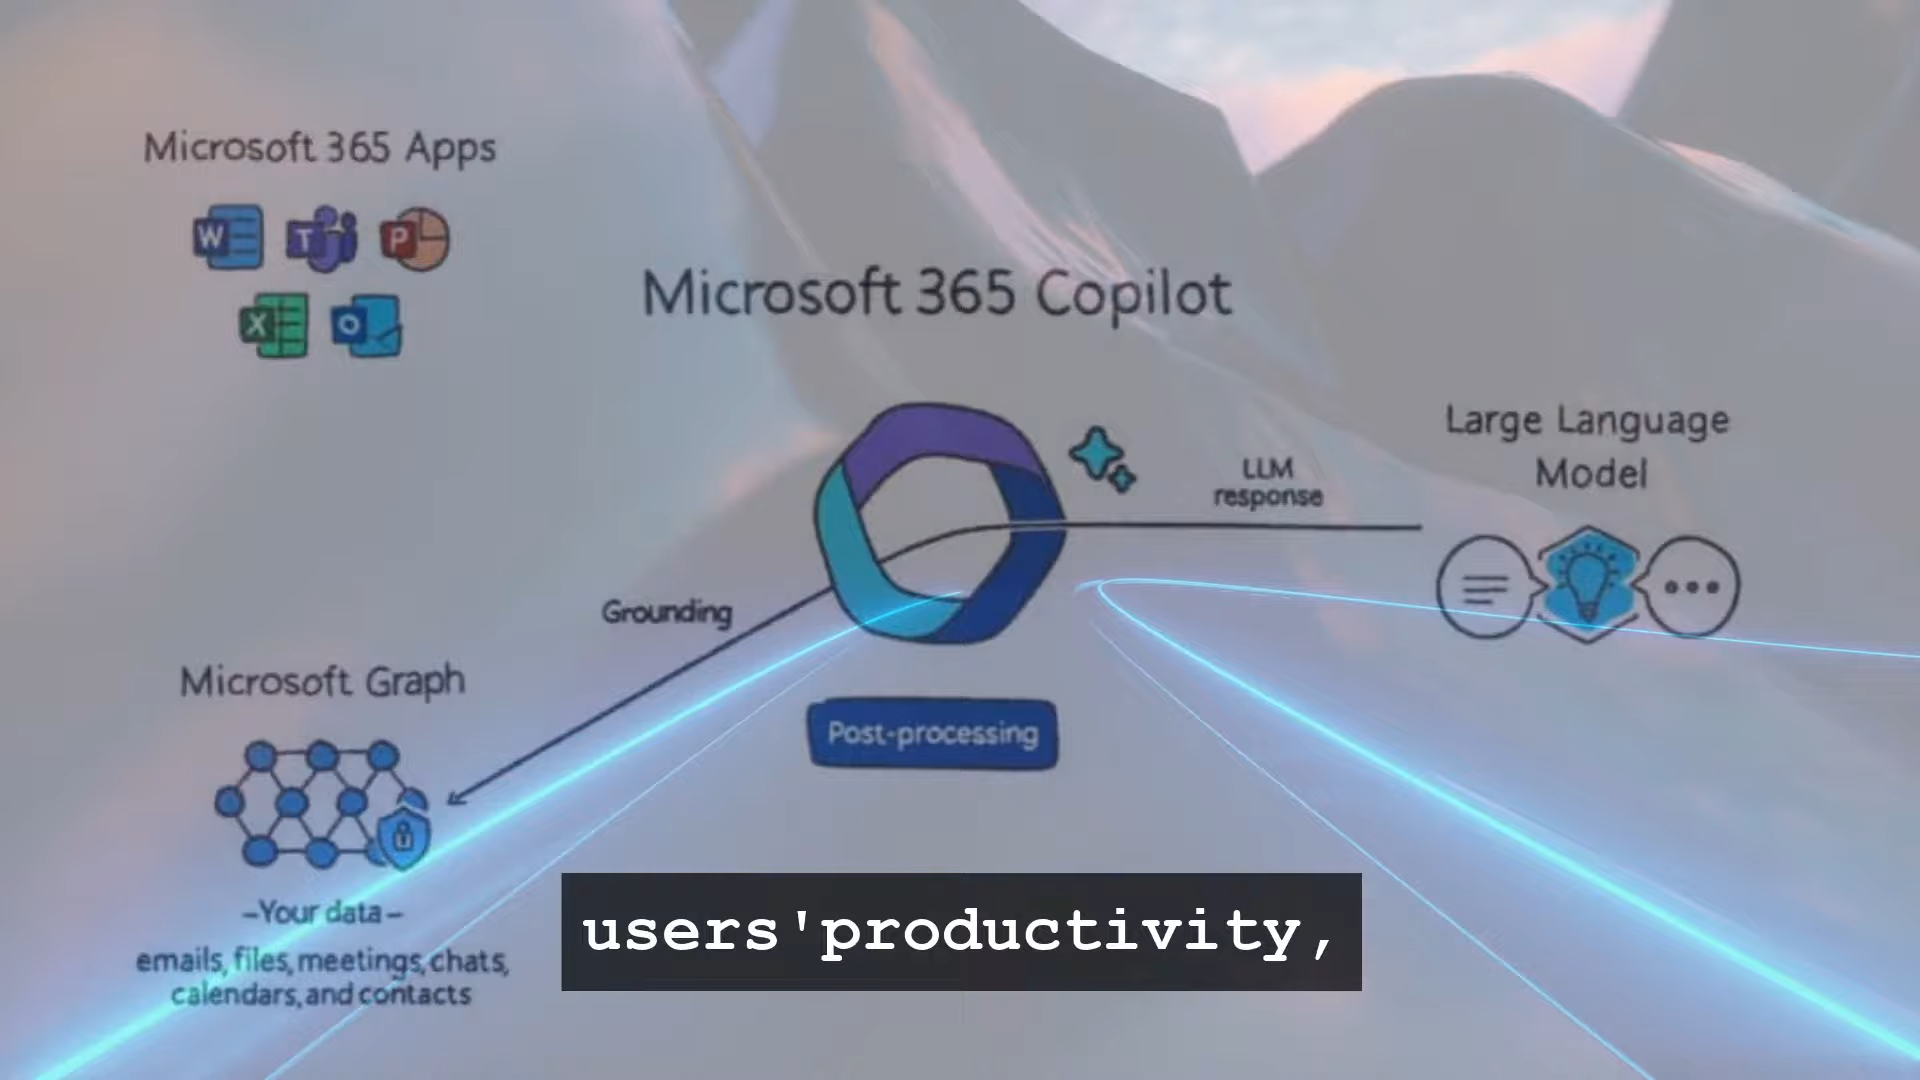 Microsoft 365 Apps
W T P
X O
Microsoft 365 Copilot
Large Language
Model
LLM
response
Grounding
Microsoft Graph
Post-processing
-Your data-
emails, files, meetings, chats,
calendars, and contacts
users'productivity,